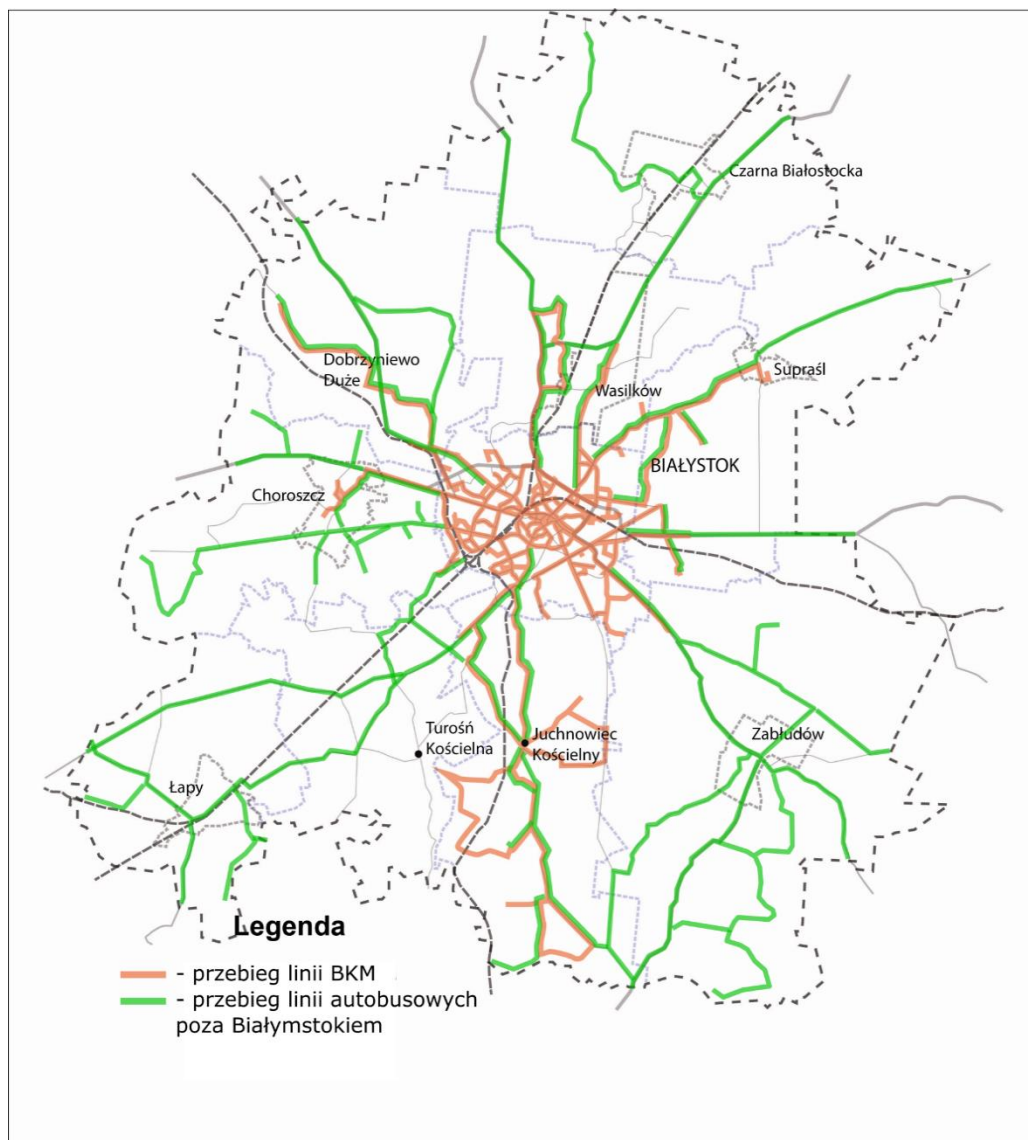 Czarna Białostocka
Dobrzyniewo
Duże
Supraśl
Wasilków
BIAŁYSTOK
Choroszcz
Turośń
Kościelna
Juchnowiec
Kościelny
Zabłudów
Łapy
Legenda
- przebieg linii BKM
- przebieg linii autobusowych
poza Białymstokiem